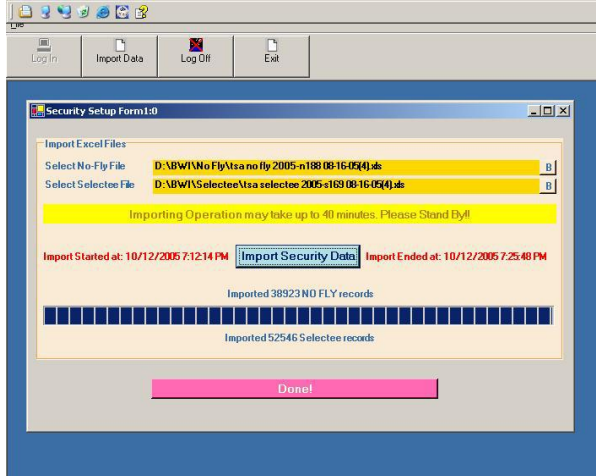 File
Log In
Import Data
Log Off
Exit
Security Setup Form1:0
Import Excel Files
Select No-Fly File
D:\BWI\No Fly\tsa no fly 2005-n188 08-16-05(4).xls
B
Select Selectee File
D:\BWI\Selectee\tsa selectee 2005-s169 08-16-05(4).xls
B
Importing Operation may take up to 40 minutes. Please Stand By!!
Import Started at: 10/12/2005 7:12:14 PM
Import Security Data
Import Ended at: 10/12/2005 7:25:48 PM
Imported 38923 NO FLY records
Imported 52546 Selectee records
Done!